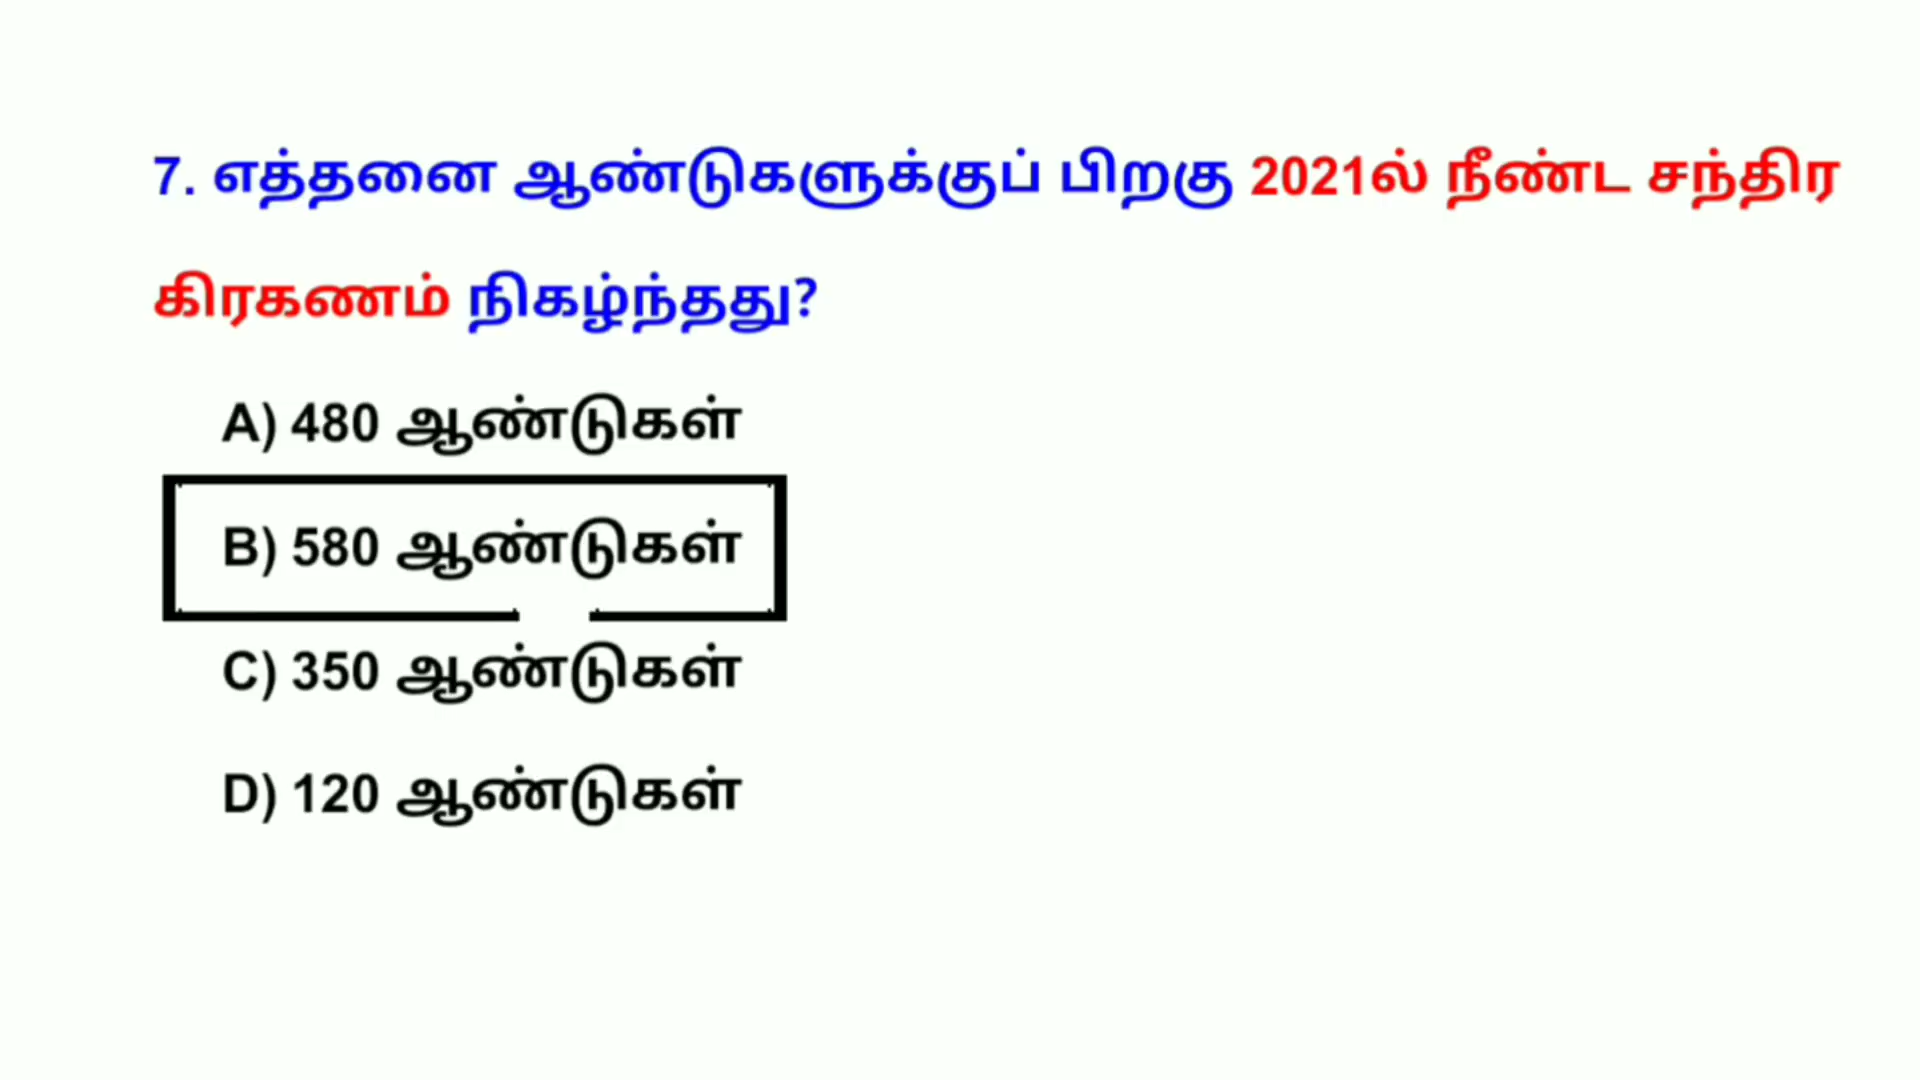 7. எத்தனை ஆண்டுகளுக்குப் பிறகு 2021ல் நீண்ட சந்திர
கிரகணம் நிகழ்ந்தது?
A) 480 ஆண்டுகள்
B) 580 ஆண்டுகள்
C) 350 ஆண்டுகள்
D) 120 ஆண்டுகள்